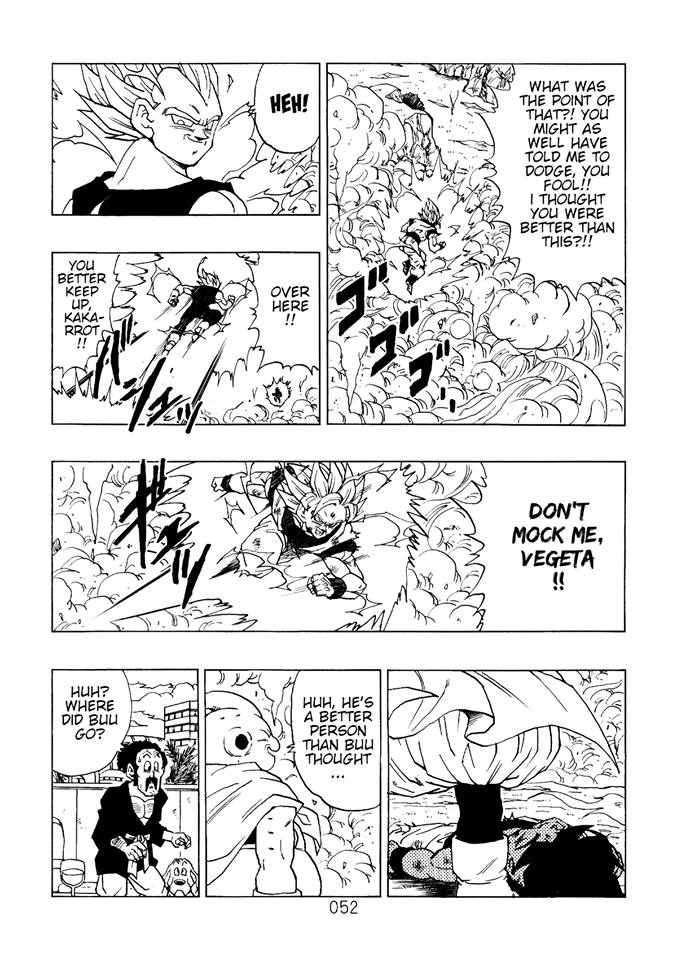 WHAT WAS
THE POINT OF
THAT?! YOU
MIGHT AS
WELL HAVE
TOLD ME TO
DODGE, YOU
FOOL!!
I THOUGHT
YOU WERE
BETTER THAN
THIS?!!
ゴゴゴ
HEH!
OVER
HERE
!!
YOU
BETTER
KEEP
UP,
KAKA-
RROT
!!
DON'T
MOCK ME,
VEGETA
!!
HUH, HE'S
A BETTER
PERSON
THAN BUU
THOUGHT
...
HUH?
WHERE
DID BUU
GO?
052